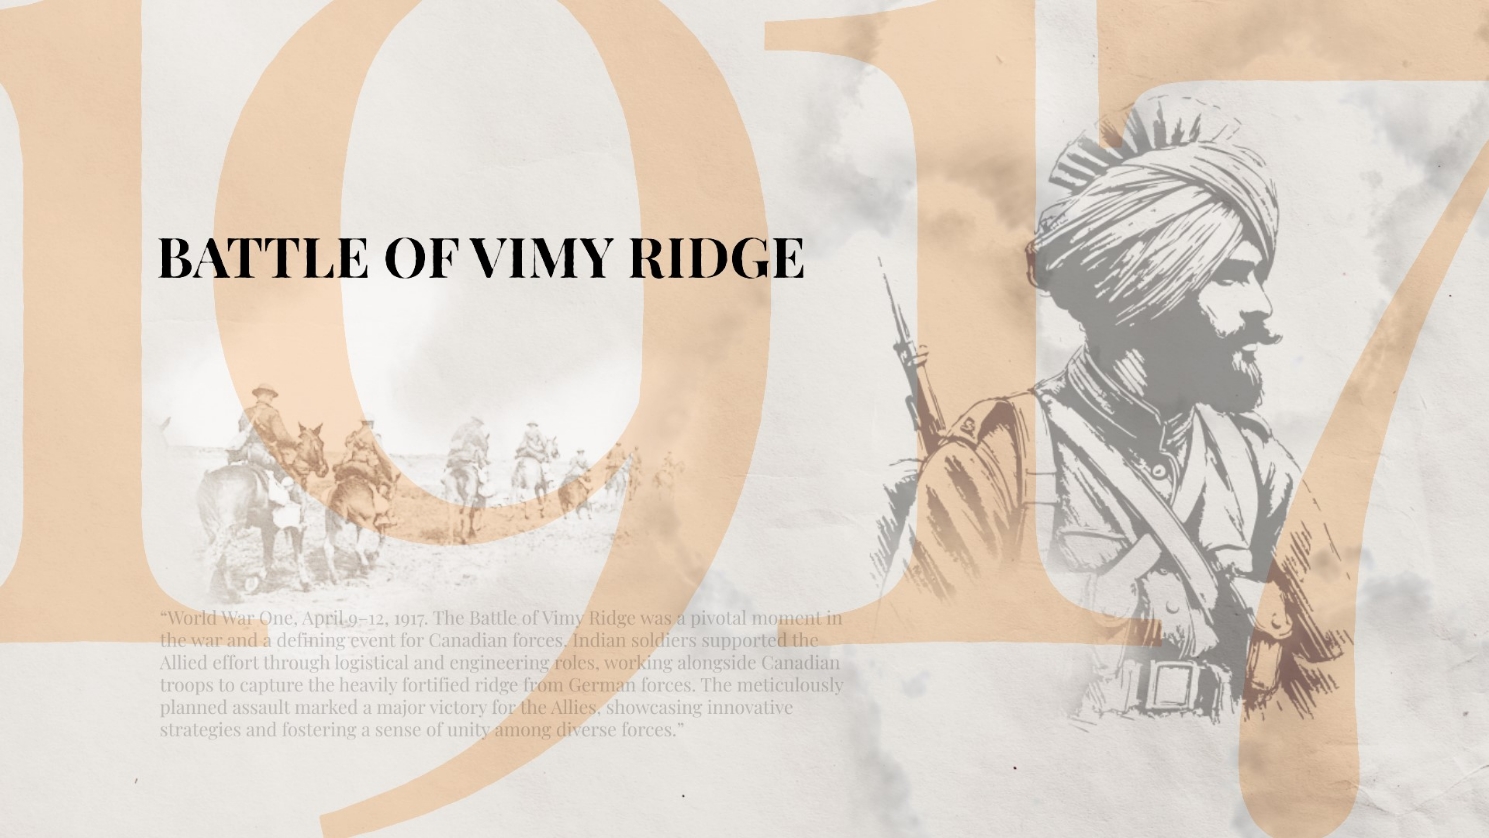 1917
BATTLE OF VIMY RIDGE
“World War One, April 9–12, 1917. The Battle of Vimy Ridge was a pivotal moment in
the war and a defining event for Canadian forces. Indian soldiers supported the
Allied effort through logistical and engineering roles, working alongside Canadian
troops to capture the heavily fortified ridge from German forces. The meticulously
planned assault marked a major victory for the Allies, showcasing innovative
strategies and fostering a sense of unity among diverse forces.”